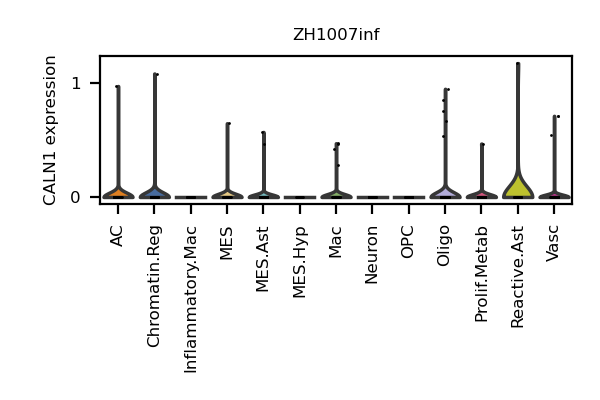 ZH1007inf
CALN1 expression
1
0
AC
Chromatin.Reg
Inflammatory.Mac
MES
MES.Ast
MES.Hyp
Mac
Neuron
OPC
Oligo
Prolif.Metab
Reactive.Ast
Vasc